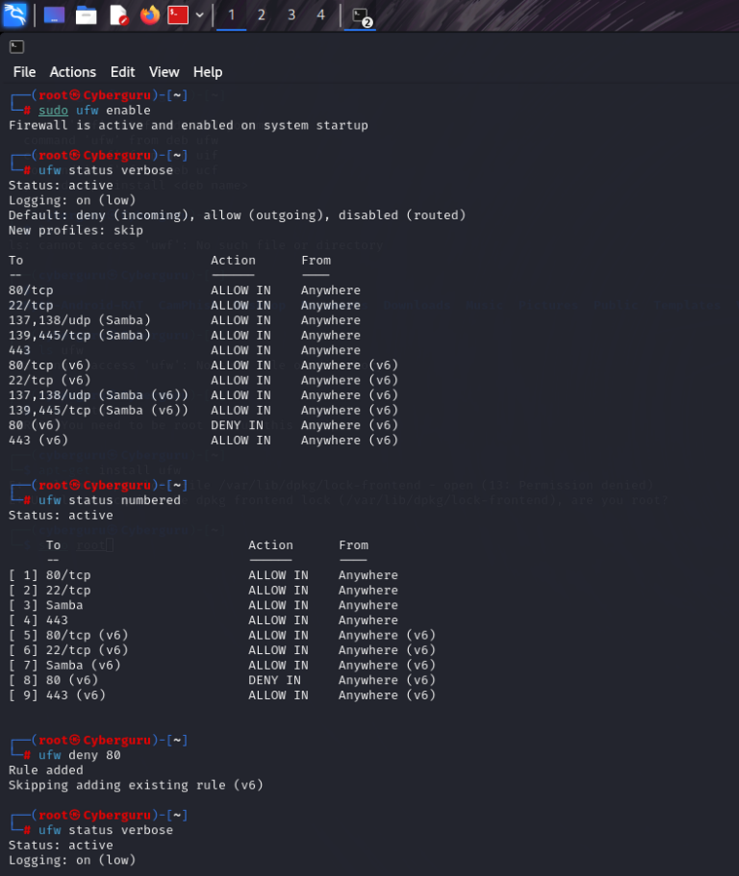 1 2 3 4 2
File Actions Edit View Help
┌──(root㉿Cyberguru)-[~]
└─# sudo ufw enable
Firewall is active and enabled on system startup
┌──(root㉿Cyberguru)-[~]
└─# ufw status verbose
Status: active
Logging: on (low)
Default: deny (incoming), allow (outgoing), disabled (routed)
New profiles: skip
To Action From
-- ------ ----
80/tcp ALLOW IN Anywhere
22/tcp ALLOW IN Anywhere
137,138/udp (Samba) ALLOW IN Anywhere
139,445/tcp (Samba) ALLOW IN Anywhere
443 ALLOW IN Anywhere
80/tcp (v6) ALLOW IN Anywhere (v6)
22/tcp (v6) ALLOW IN Anywhere (v6)
137,138/udp (Samba (v6)) ALLOW IN Anywhere (v6)
139,445/tcp (Samba (v6)) ALLOW IN Anywhere (v6)
80 (v6) DENY IN Anywhere (v6)
443 (v6) ALLOW IN Anywhere (v6)
┌──(root㉿Cyberguru)-[~]
└─# ufw status numbered
Status: active
To Action From
-- ------ ----
[ 1] 80/tcp ALLOW IN Anywhere
[ 2] 22/tcp ALLOW IN Anywhere
[ 3] Samba ALLOW IN Anywhere
[ 4] 443 ALLOW IN Anywhere
[ 5] 80/tcp (v6) ALLOW IN Anywhere (v6)
[ 6] 22/tcp (v6) ALLOW IN Anywhere (v6)
[ 7] Samba (v6) ALLOW IN Anywhere (v6)
[ 8] 80 (v6) DENY IN Anywhere (v6)
[ 9] 443 (v6) ALLOW IN Anywhere (v6)
┌──(root㉿Cyberguru)-[~]
└─# ufw deny 80
Rule added
Skipping adding existing rule (v6)
┌──(root㉿Cyberguru)-[~]
└─# ufw status verbose
Status: active
Logging: on (low)